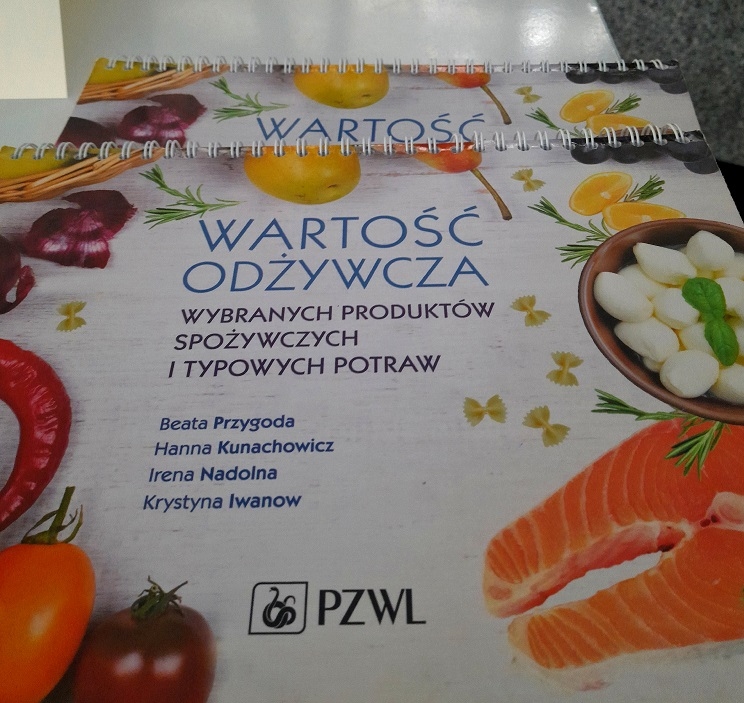 WARTOŚĆ
WARTOŚĆ
ODŻYWCZA
WYBRANYCH PRODUKTÓW
SPOŻYWCZYCH
I TYPOWYCH POTRAW
Beata Przygoda
Hanna Kunachowicz
Irena Nadolna
Krystyna Iwanow
PZWL